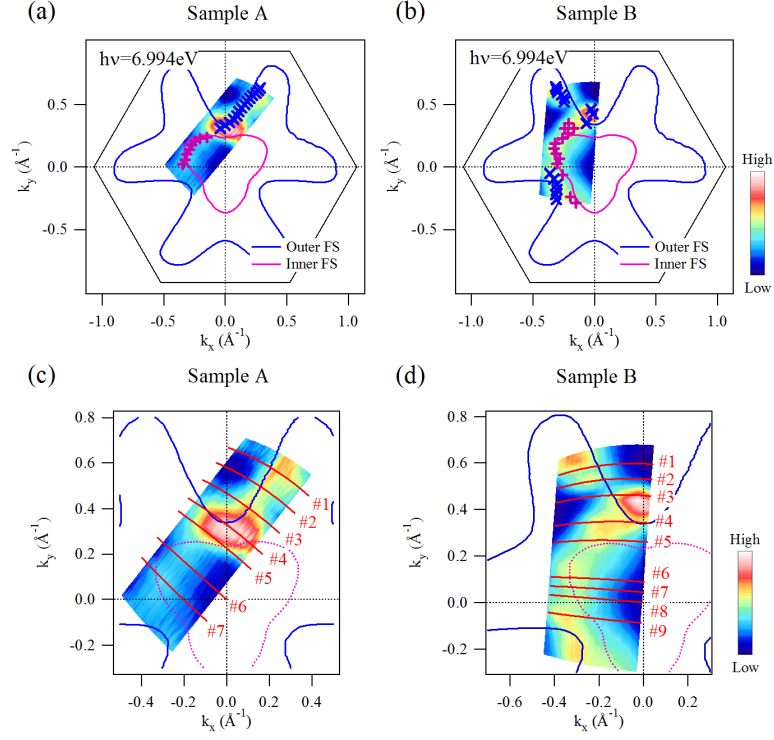 (a)
Sample A
(b)
Sample B
hν=6.994eV
hν=6.994eV
0.5
0.0
-0.5
k_y (Å⁻¹)
0.5
0.0
-0.5
k_y (Å⁻¹)
Outer FS
Inner FS
Outer FS
Inner FS
High
Low
-1.0
-0.5
0.0
0.5
1.0
-1.0
-0.5
0.0
0.5
1.0
k_x (Å⁻¹)
k_x (Å⁻¹)
(c)
Sample A
(d)
Sample B
0.8
0.6
0.4
0.2
0.0
-0.2
k_y (Å⁻¹)
#1
#2
#3
#4
#5
#6
#7
0.8
0.6
0.4
0.2
0.0
-0.2
k_y (Å⁻¹)
#1
#2
#3
#4
#5
#6
#7
#8
#9
High
Low
-0.4
-0.2
0.0
0.2
0.4
-0.6
-0.4
-0.2
0.0
0.2
k_x (Å⁻¹)
k_x (Å⁻¹)